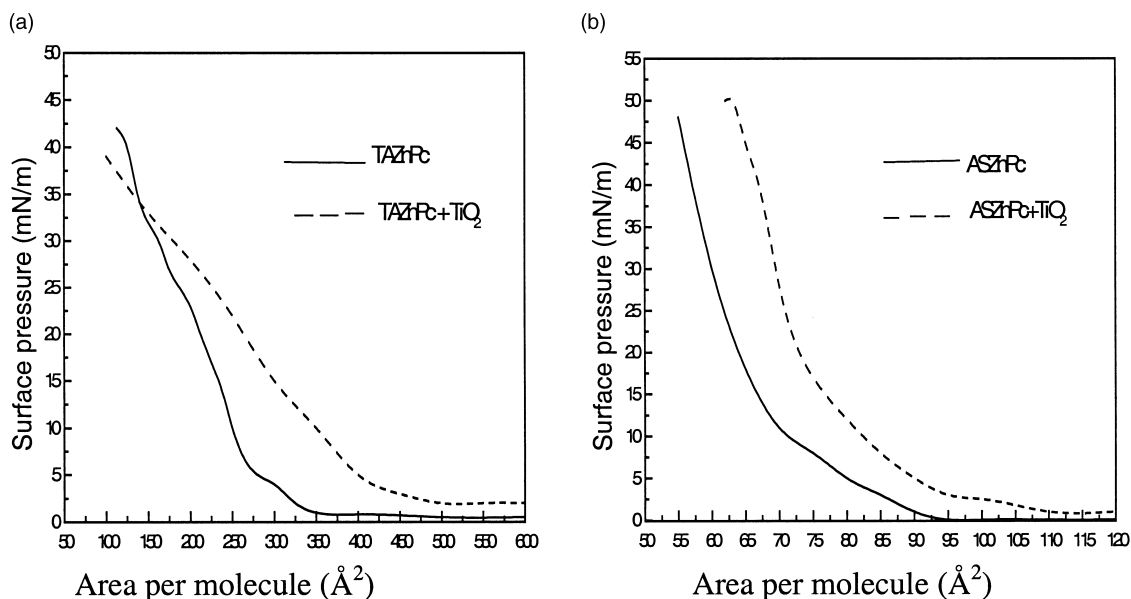 (a)
50
45
40
35
30
25
20
15
10
5
0
Surface pressure (mN/m)
TAZnPc
TAZnPc+TiO₂
50 100 150 200 250 300 350 400 450 500 550 600
Area per molecule (Å²)
(b)
55
50
45
40
35
30
25
20
15
10
5
0
Surface pressure (mN/m)
ASZnPc
ASZnPc+TiO₂
50 55 60 65 70 75 80 85 90 95 100 105 110 115 120
Area per molecule (Å²)